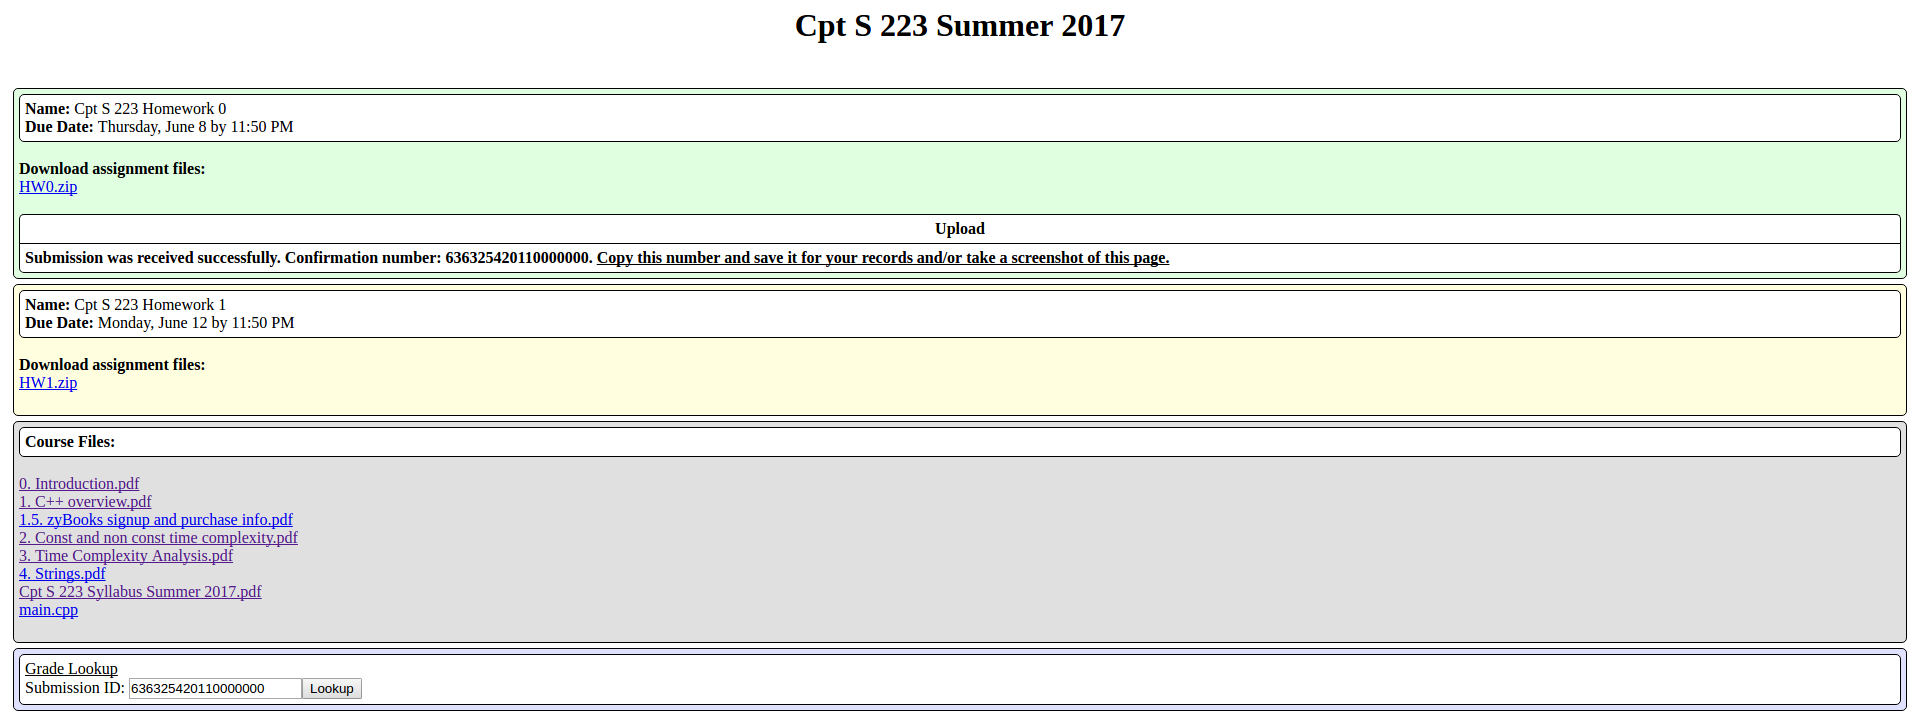 Cpt S 223 Summer 2017
Name: Cpt S 223 Homework 0
Due Date: Thursday, June 8 by 11:50 PM
Download assignment files:
HW0.zip
Upload
Submission was received successfully. Confirmation number: 636325420110000000. Copy this number and save it for your records and/or take a screenshot of this page.
Name: Cpt S 223 Homework 1
Due Date: Monday, June 12 by 11:50 PM
Download assignment files:
HW1.zip
Course Files:
0. Introduction.pdf
1. C++ overview.pdf
1.5. zyBooks signup and purchase info.pdf
2. Const and non const time complexity.pdf
3. Time Complexity Analysis.pdf
4. Strings.pdf
Cpt S 223 Syllabus Summer 2017.pdf
main.cpp
Grade Lookup
Submission ID: 636325420110000000 Lookup